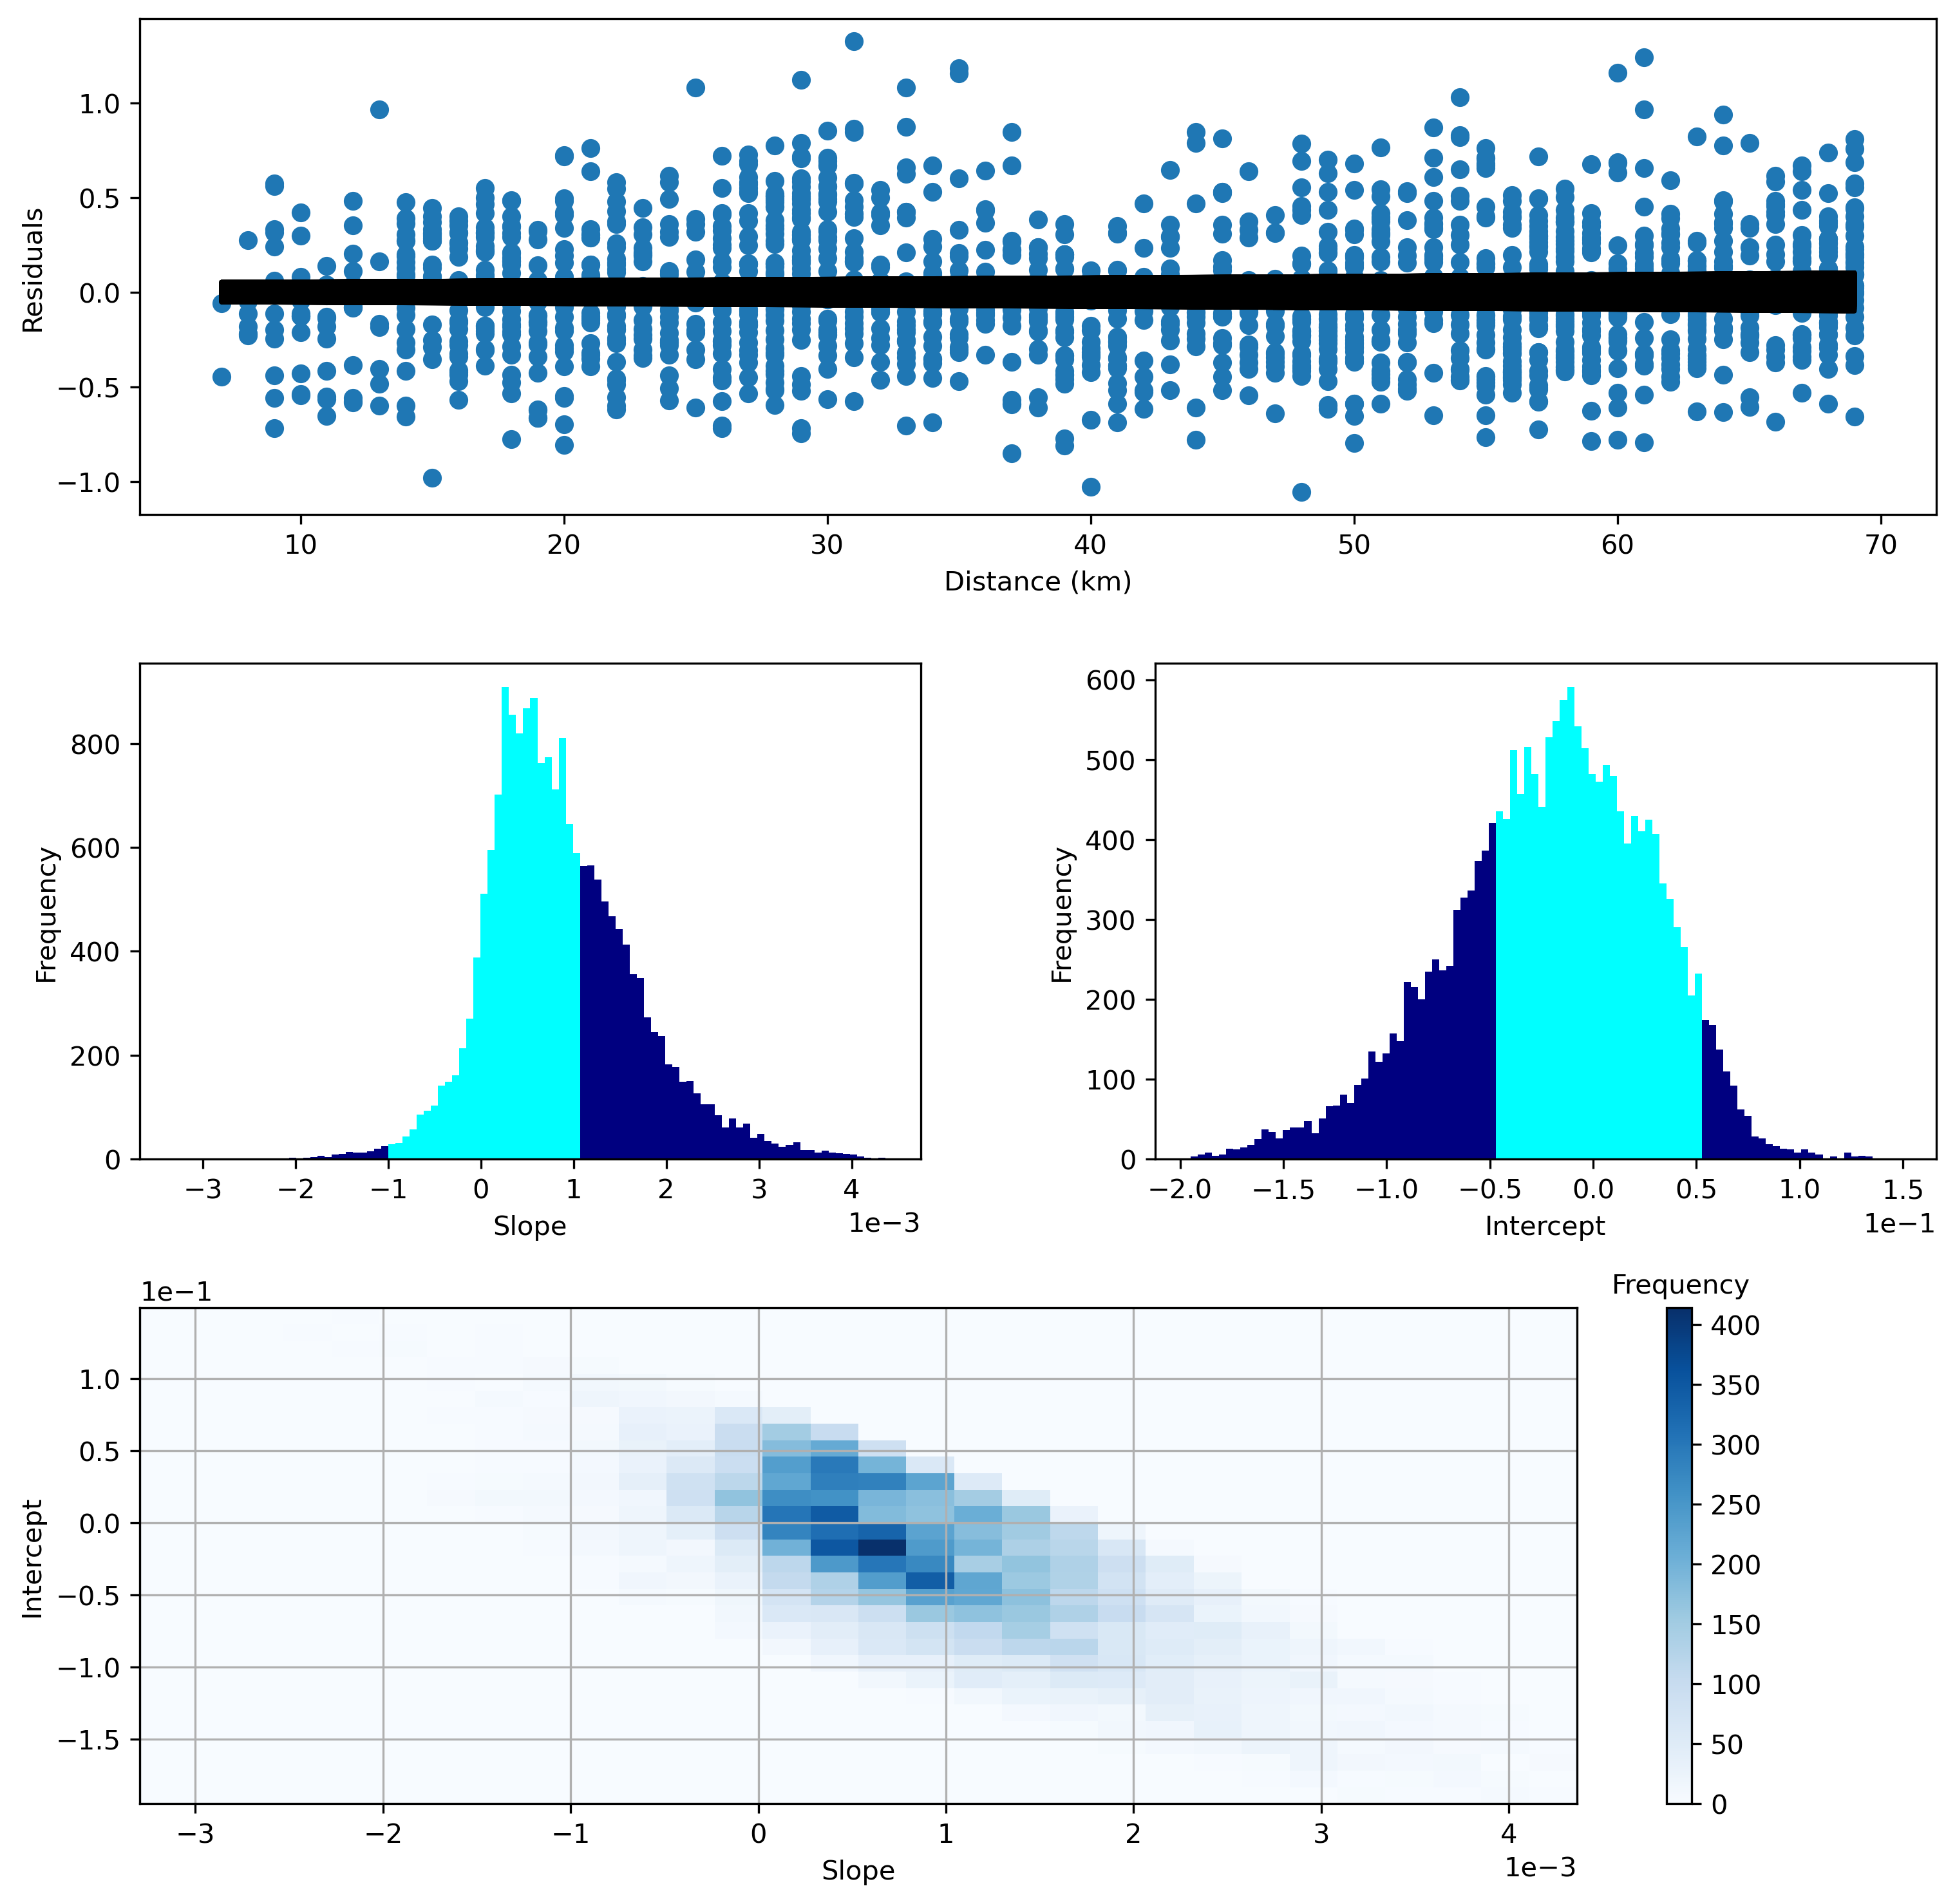 1.0
0.5
0.0
−0.5
−1.0
Residuals
10 20 30 40 50 60 70
Distance (km)
800
600
400
200
0
Frequency
−3 −2 −1 0 1 2 3 4
1e−3
Slope
600
500
400
300
200
100
0
Frequency
−2.0 −1.5 −1.0 −0.5 0.0 0.5 1.0 1.5
1e−1
Intercept
1e−1
1.0
0.5
0.0
−0.5
−1.0
−1.5
Intercept
−3 −2 −1 0 1 2 3 4
1e−3
Slope
Frequency
400
350
300
250
200
150
100
50
0